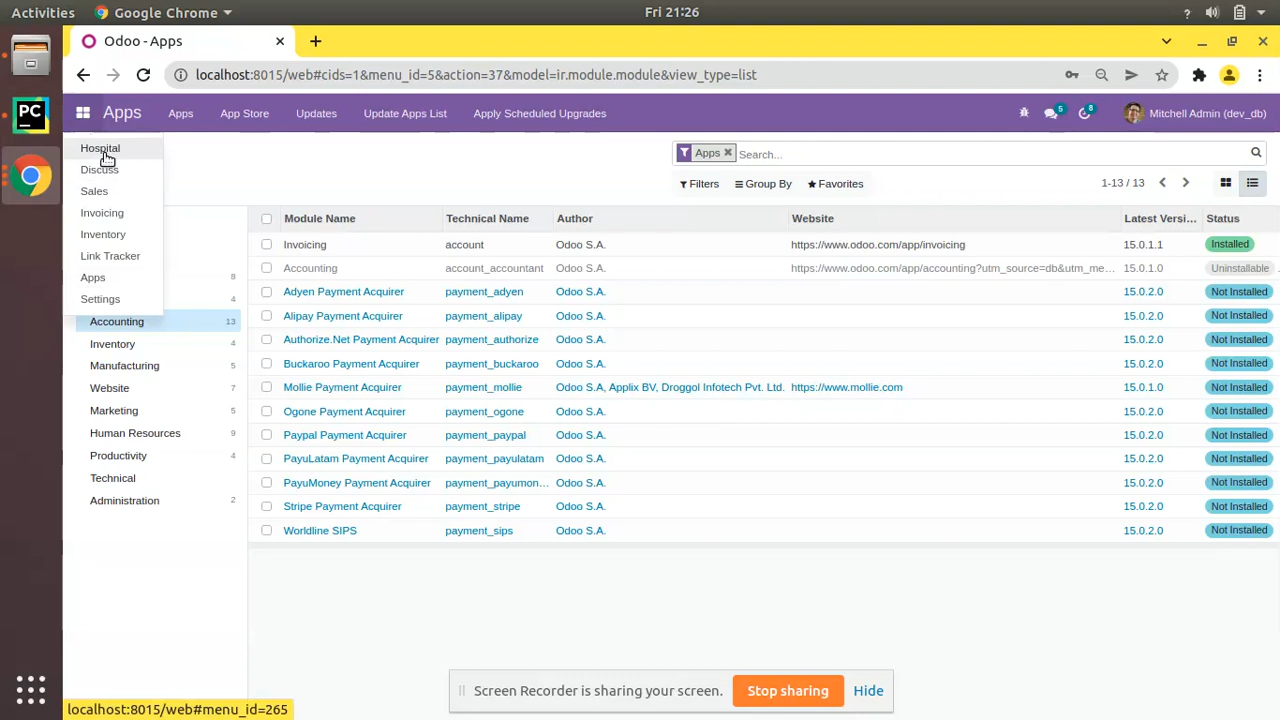 Activities Google Chrome Fri 21:26
Odoo - Apps
localhost:8015/web#cids=1&menu_id=5&action=37&model=ir.module.module&view_type=list
Apps Apps App Store Updates Update Apps List Apply Scheduled Upgrades 5 8 Mitchell Admin (dev_db)
PC
Hospital
Discuss
Sales
Invoicing
Inventory
Link Tracker
Apps
Settings
Apps Search...
Filters Group By Favorites 1-13 / 13
8
4
Accounting 13
Inventory 4
Manufacturing 5
Website 7
Marketing 5
Human Resources 9
Productivity 4
Technical
Administration 2
Module Name Technical Name Author Website Latest Versi... Status
Invoicing account Odoo S.A. https://www.odoo.com/app/invoicing 15.0.1.1 Installed
Accounting account_accountant Odoo S.A. https://www.odoo.com/app/accounting?utm_source=db&utm_me... 15.0.1.0 Uninstallable
Adyen Payment Acquirer payment_adyen Odoo S.A. 15.0.2.0 Not Installed
Alipay Payment Acquirer payment_alipay Odoo S.A. 15.0.2.0 Not Installed
Authorize.Net Payment Acquirer payment_authorize Odoo S.A. 15.0.2.0 Not Installed
Buckaroo Payment Acquirer payment_buckaroo Odoo S.A. 15.0.2.0 Not Installed
Mollie Payment Acquirer payment_mollie Odoo S.A, Applix BV, Droggol Infotech Pvt. Ltd. https://www.mollie.com 15.0.1.0 Not Installed
Ogone Payment Acquirer payment_ogone Odoo S.A. 15.0.2.0 Not Installed
Paypal Payment Acquirer payment_paypal Odoo S.A. 15.0.2.0 Not Installed
PayuLatam Payment Acquirer payment_payulatam Odoo S.A. 15.0.2.0 Not Installed
PayuMoney Payment Acquirer payment_payumon... Odoo S.A. 15.0.2.0 Not Installed
Stripe Payment Acquirer payment_stripe Odoo S.A. 15.0.2.0 Not Installed
Worldline SIPS payment_sips Odoo S.A. 15.0.2.0 Not Installed
Screen Recorder is sharing your screen. Stop sharing Hide
localhost:8015/web#menu_id=265